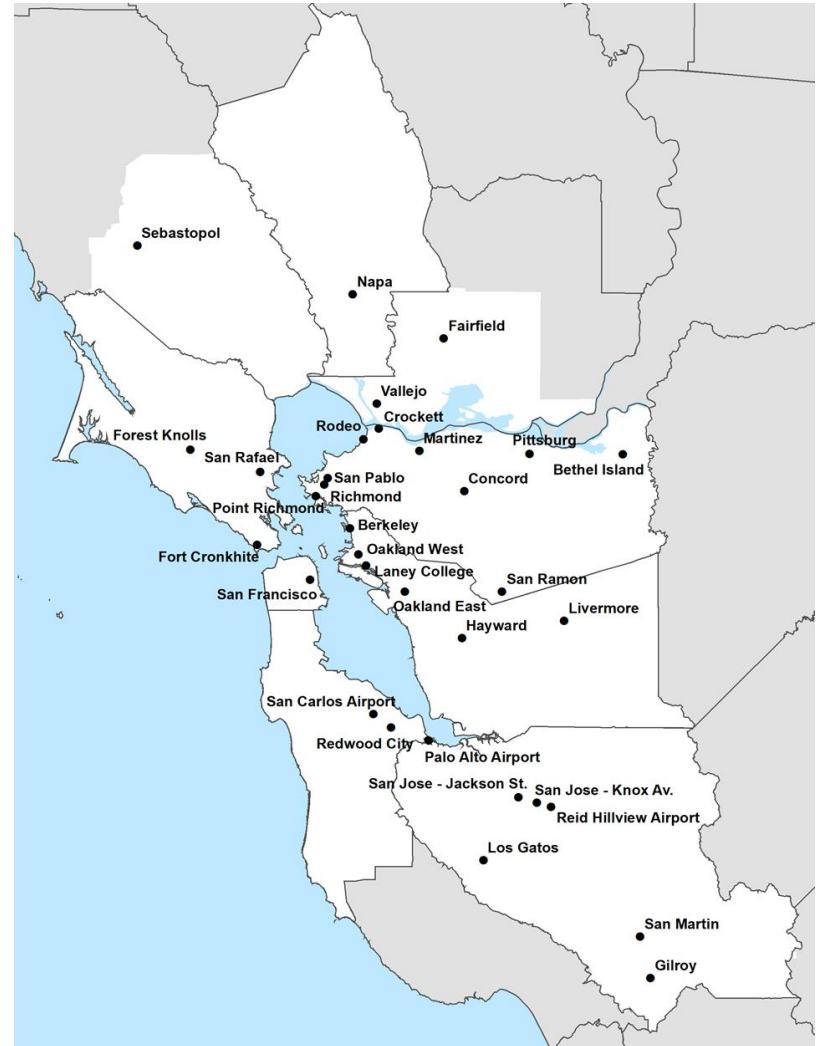 Sebastopol
Napa
Fairfield
Vallejo
Crockett
Rodeo
Martinez
Pittsburg
Forest Knolls
San Rafael
Bethel Island
San Pablo
Concord
Richmond
Point Richmond
Berkeley
Fort Cronkhite
Oakland West
Laney College
San Ramon
San Francisco
Oakland East
Livermore
Hayward
San Carlos Airport
Redwood City
Palo Alto Airport
San Jose - Jackson St.
San Jose - Knox Av.
Reid Hillview Airport
Los Gatos
San Martin
Gilroy